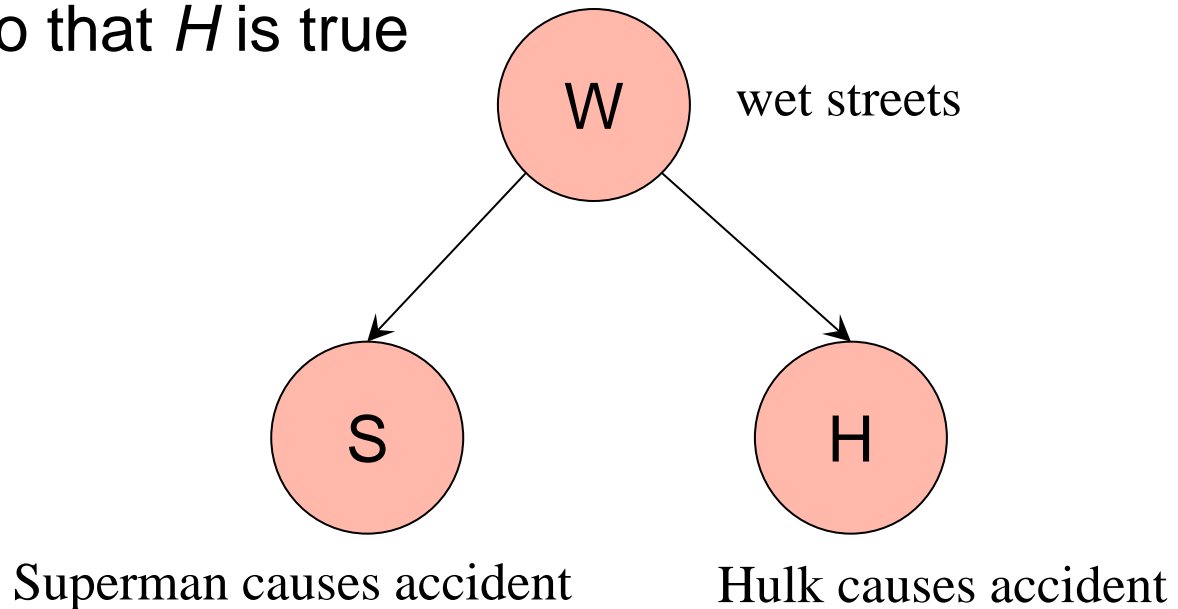 o that H is true
W
wet streets
S
H
Superman causes accident
Hulk causes accident